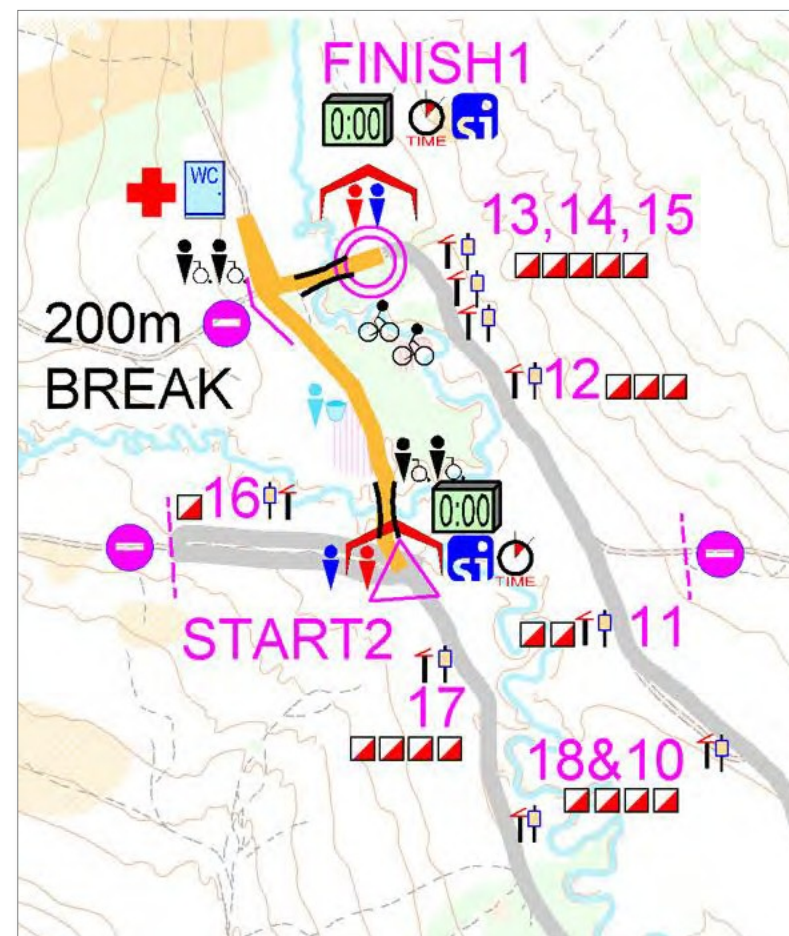 FINISH1
0:00
TIME
si
WC
13,14,15
200m
BREAK
12
16
0:00
si
TIME
START2
11
17
18&10